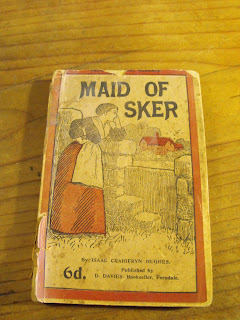 MAID OF
SKER
By ISAAC CRAIGFRYN HUGHES.
6d.
Published by
D. DAVIES, Bookseller, Ferndale.